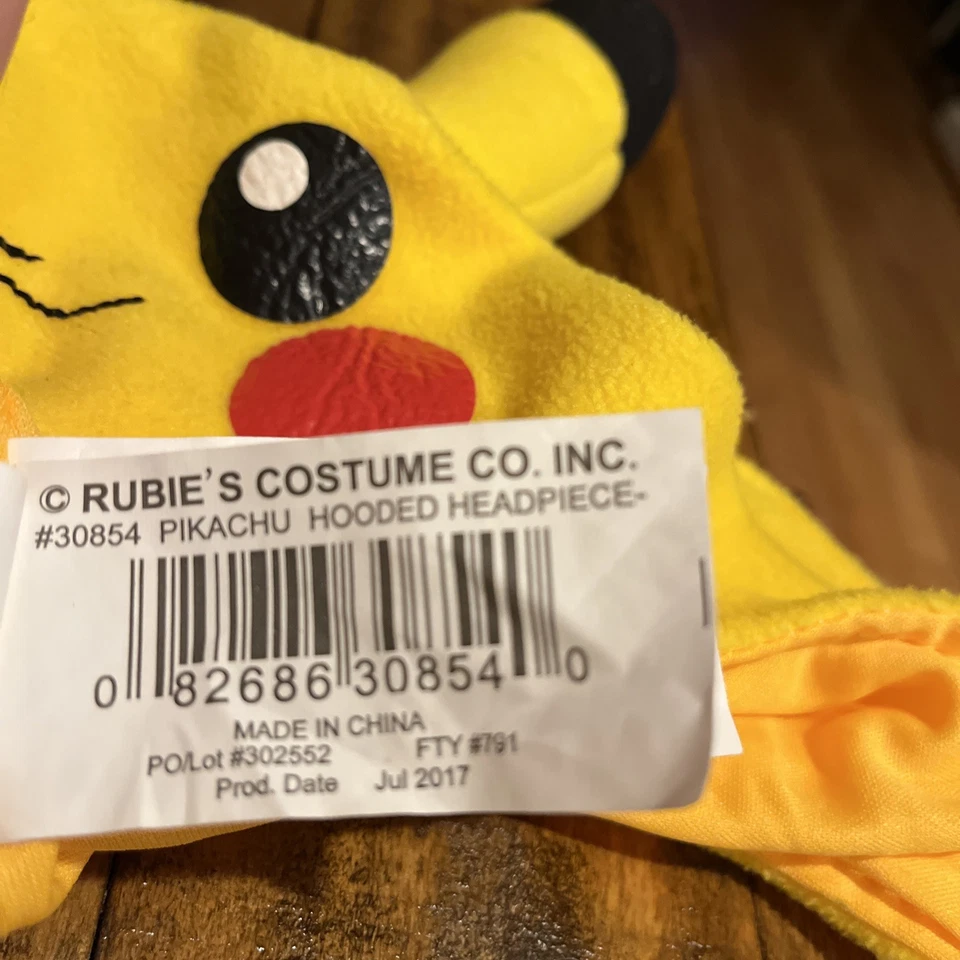 © RUBIE'S COSTUME CO. INC.
#30854 PIKACHU HOODED HEADPIECE-
0 82686 30854 0
MADE IN CHINA
PO/Lot #302552 FTY #791
Prod. Date Jul 2017